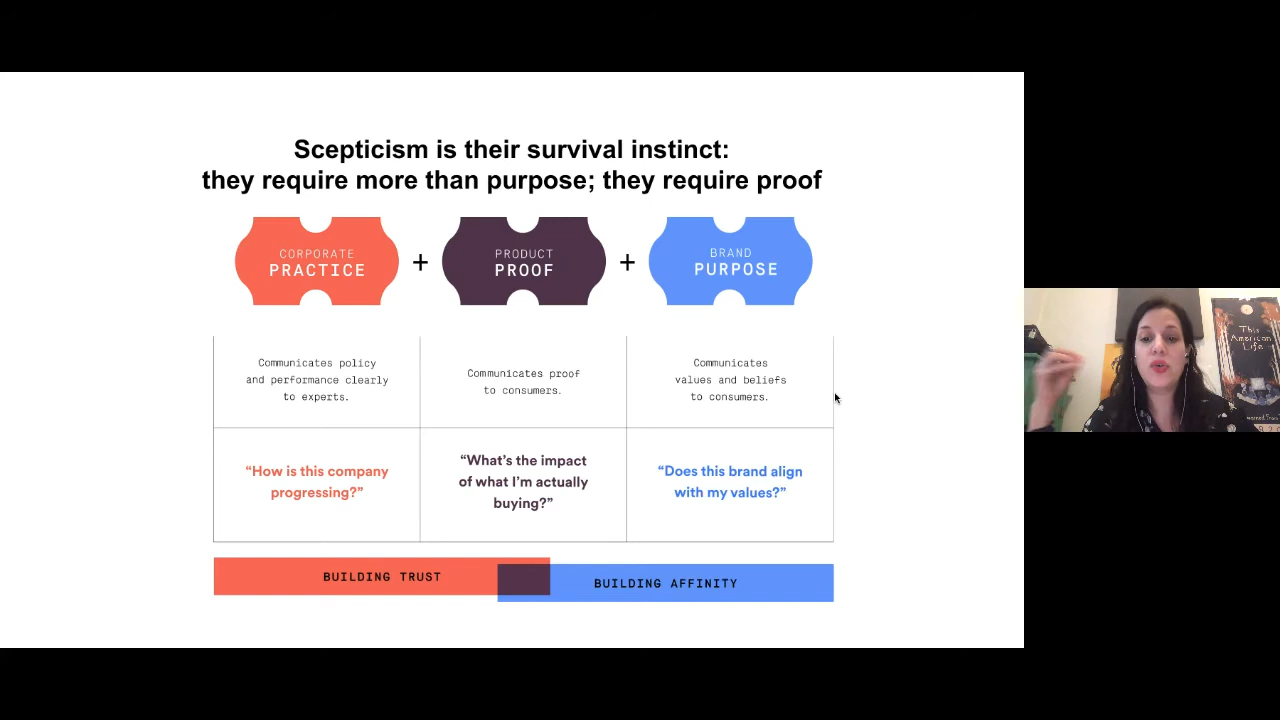 Scepticism is their survival instinct:
they require more than purpose; they require proof
CORPORATE
PRACTICE
+
PRODUCT
PROOF
+
BRAND
PURPOSE
Communicates policy
and performance clearly
to experts.
Communicates proof
to consumers.
Communicates
values and beliefs
to consumers.
“How is this company
progressing?”
“What’s the impact
of what I’m actually
buying?”
“Does this brand align
with my values?”
BUILDING TRUST
BUILDING AFFINITY
This
American
Life